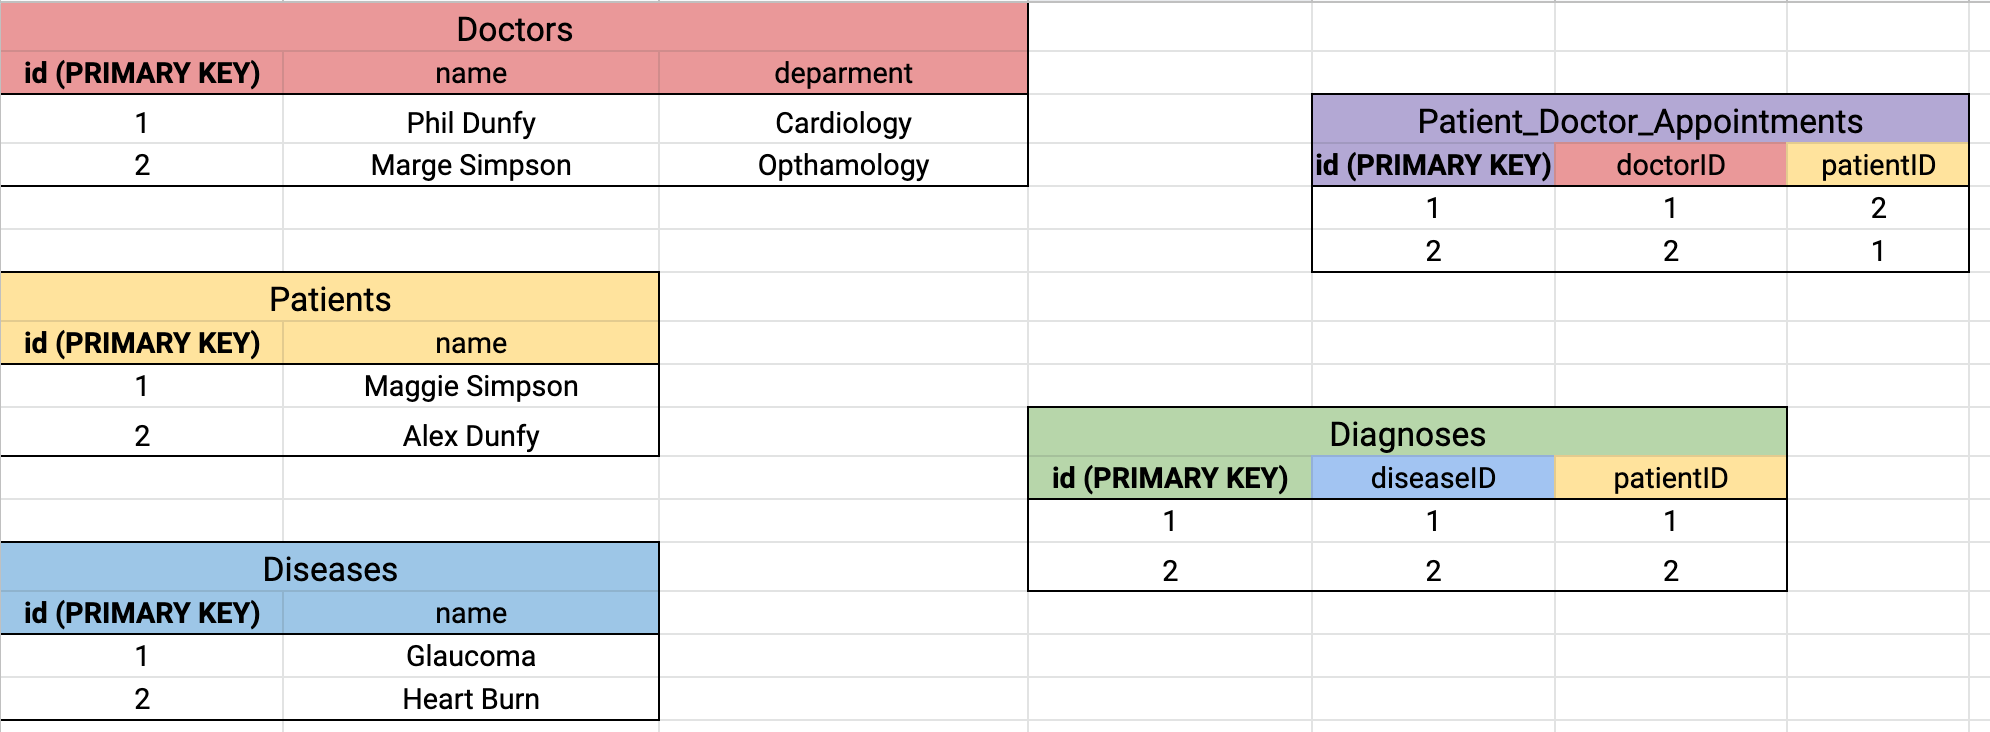 Doctors
id (PRIMARY KEY) name deparment
1 Phil Dunfy Cardiology
2 Marge Simpson Opthamology
Patient_Doctor_Appointments
id (PRIMARY KEY) doctorID patientID
1 1 2
2 2 1
Patients
id (PRIMARY KEY) name
1 Maggie Simpson
2 Alex Dunfy
Diagnoses
id (PRIMARY KEY) diseaseID patientID
1 1 1
2 2 2
Diseases
id (PRIMARY KEY) name
1 Glaucoma
2 Heart Burn